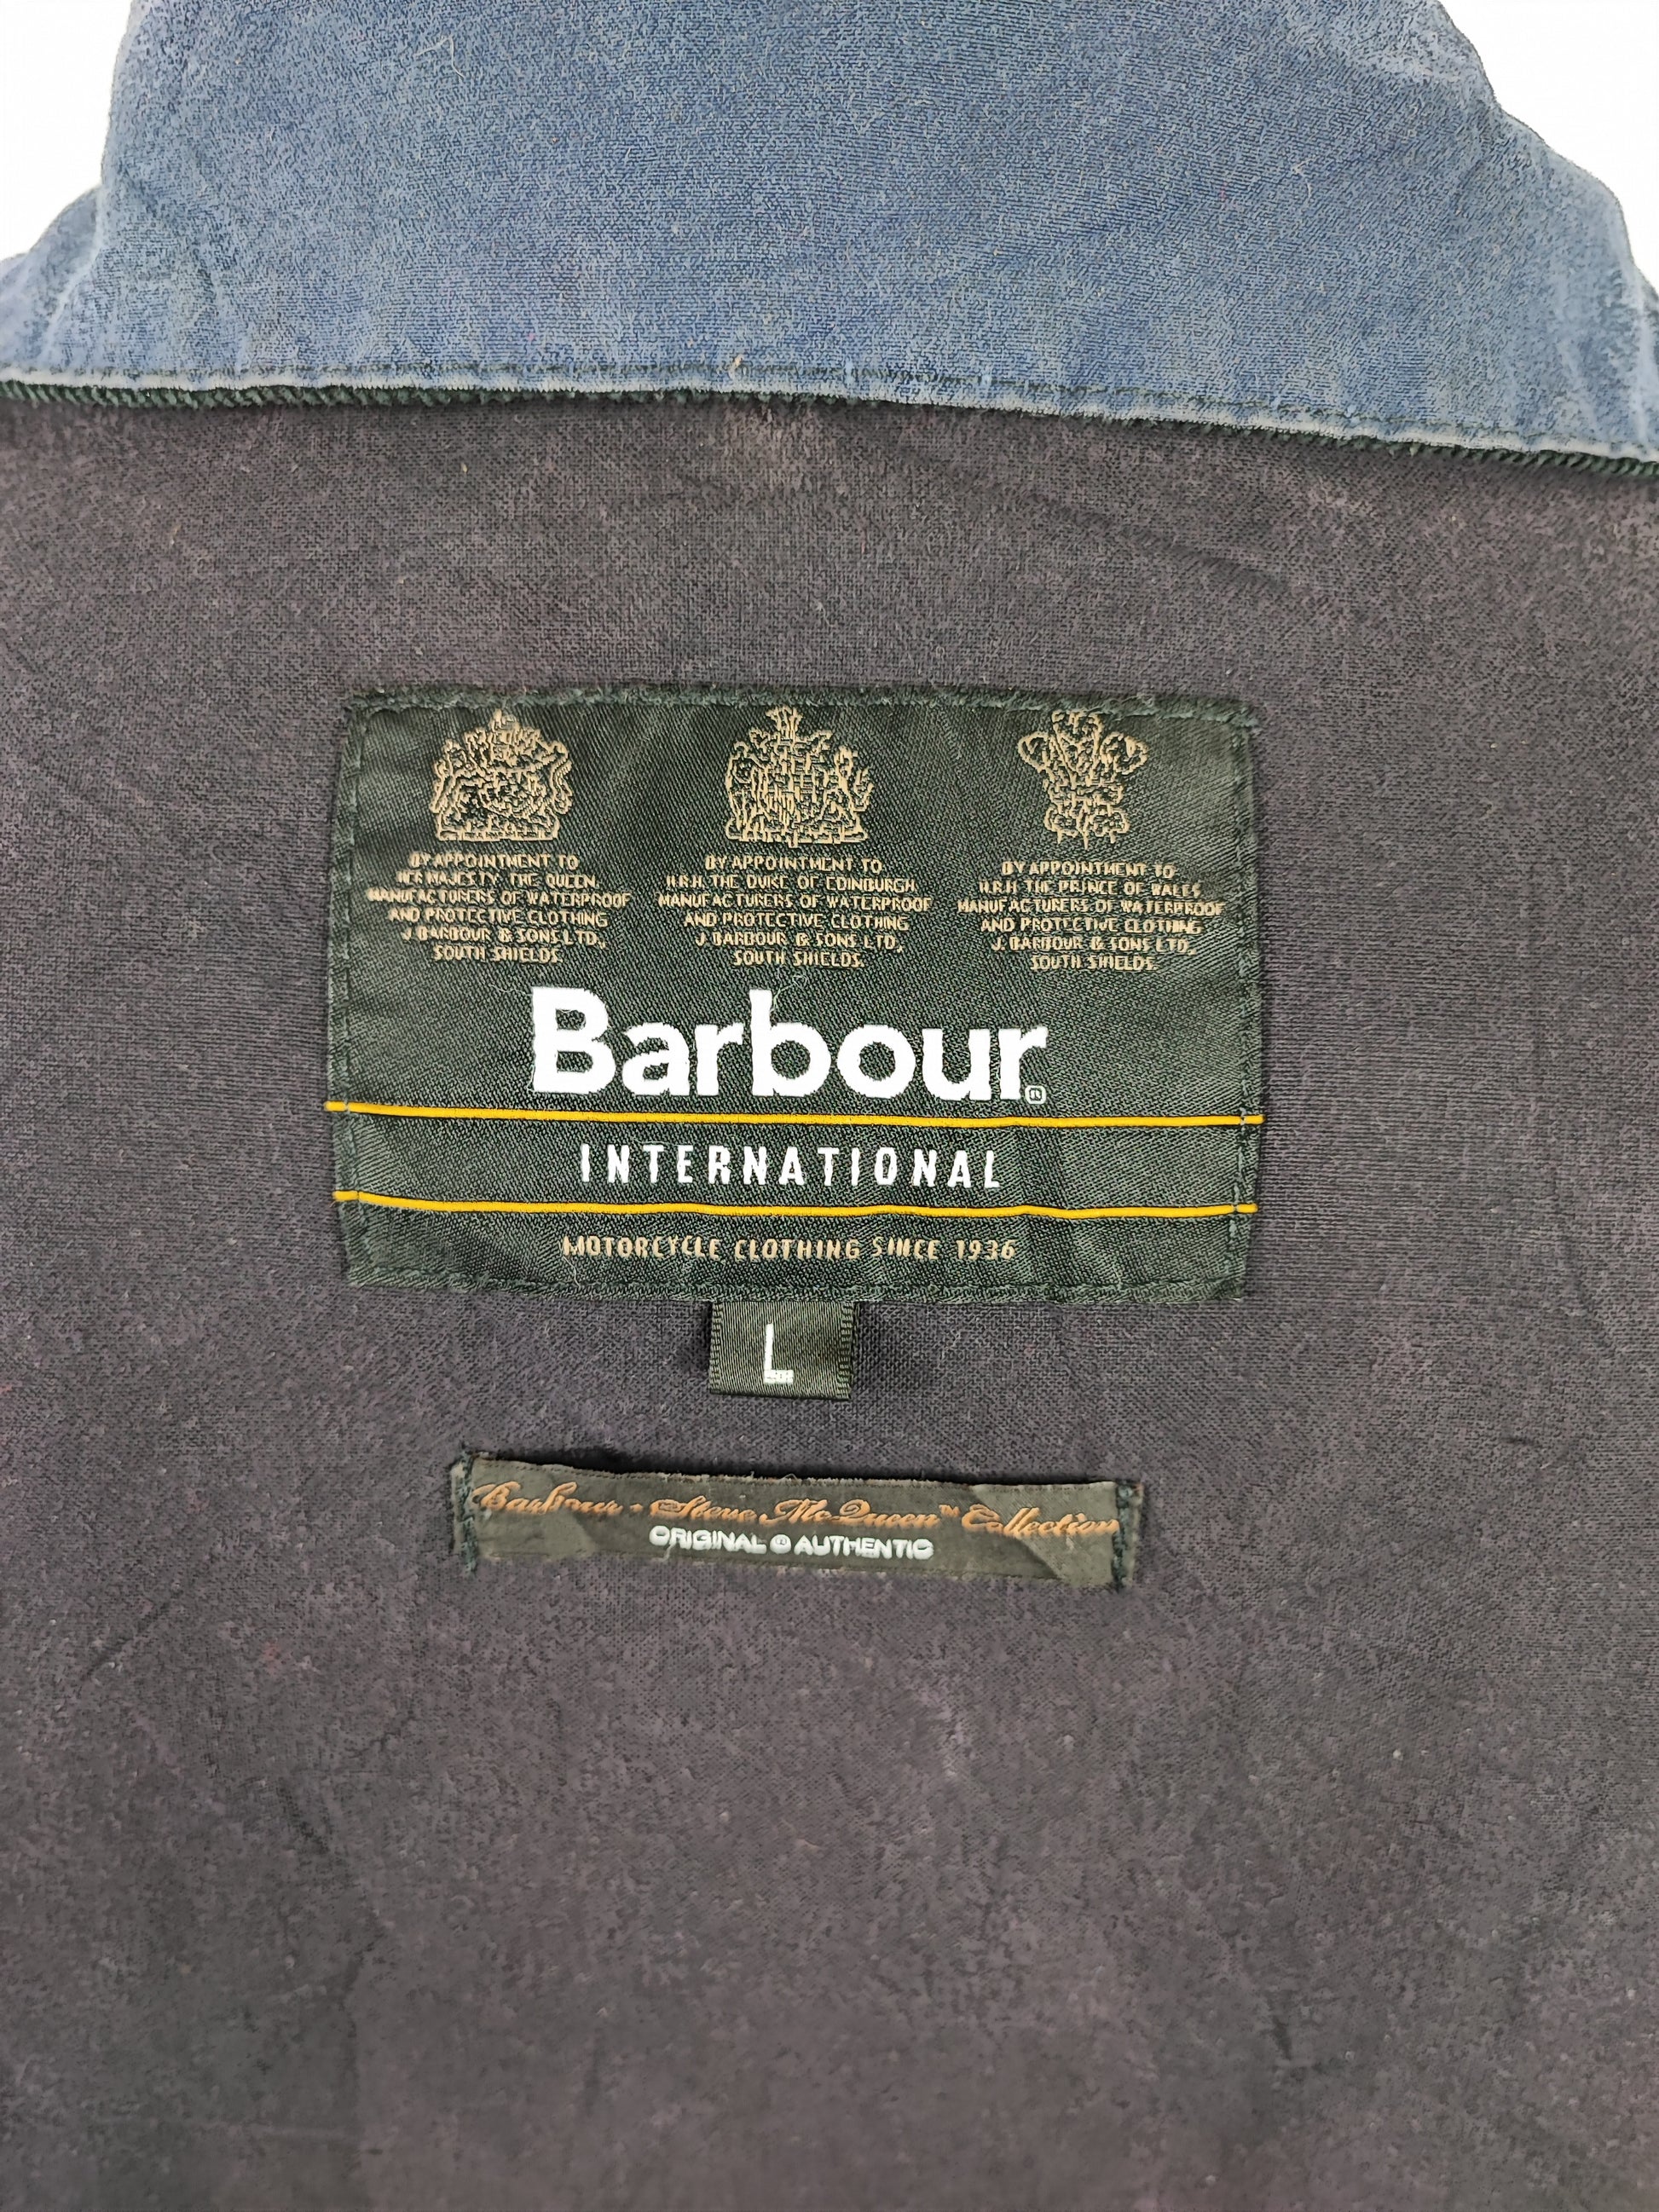 BY APPOINTMENT TO
HER MAJESTY THE QUEEN
MANUFACTURERS OF WATERPROOF
AND PROTECTIVE CLOTHING
J. BARBOUR & SONS LTD.,
SOUTH SHIELDS.
BY APPOINTMENT TO
H.R.H. THE DUKE OF EDINBURGH
MANUFACTURERS OF WATERPROOF
AND PROTECTIVE CLOTHING
J. BARBOUR & SONS LTD.,
SOUTH SHIELDS.
BY APPOINTMENT TO
H.R.H THE PRINCE OF WALES
MANUFACTURERS OF WATERPROOF
AND PROTECTIVE CLOTHING
J. BARBOUR & SONS LTD,
SOUTH SHIELDS.
Barbour®
INTERNATIONAL
MOTORCYCLE CLOTHING SINCE 1936
L
Barbour - Steve McQueen™ Collection
ORIGINAL & AUTHENTIC